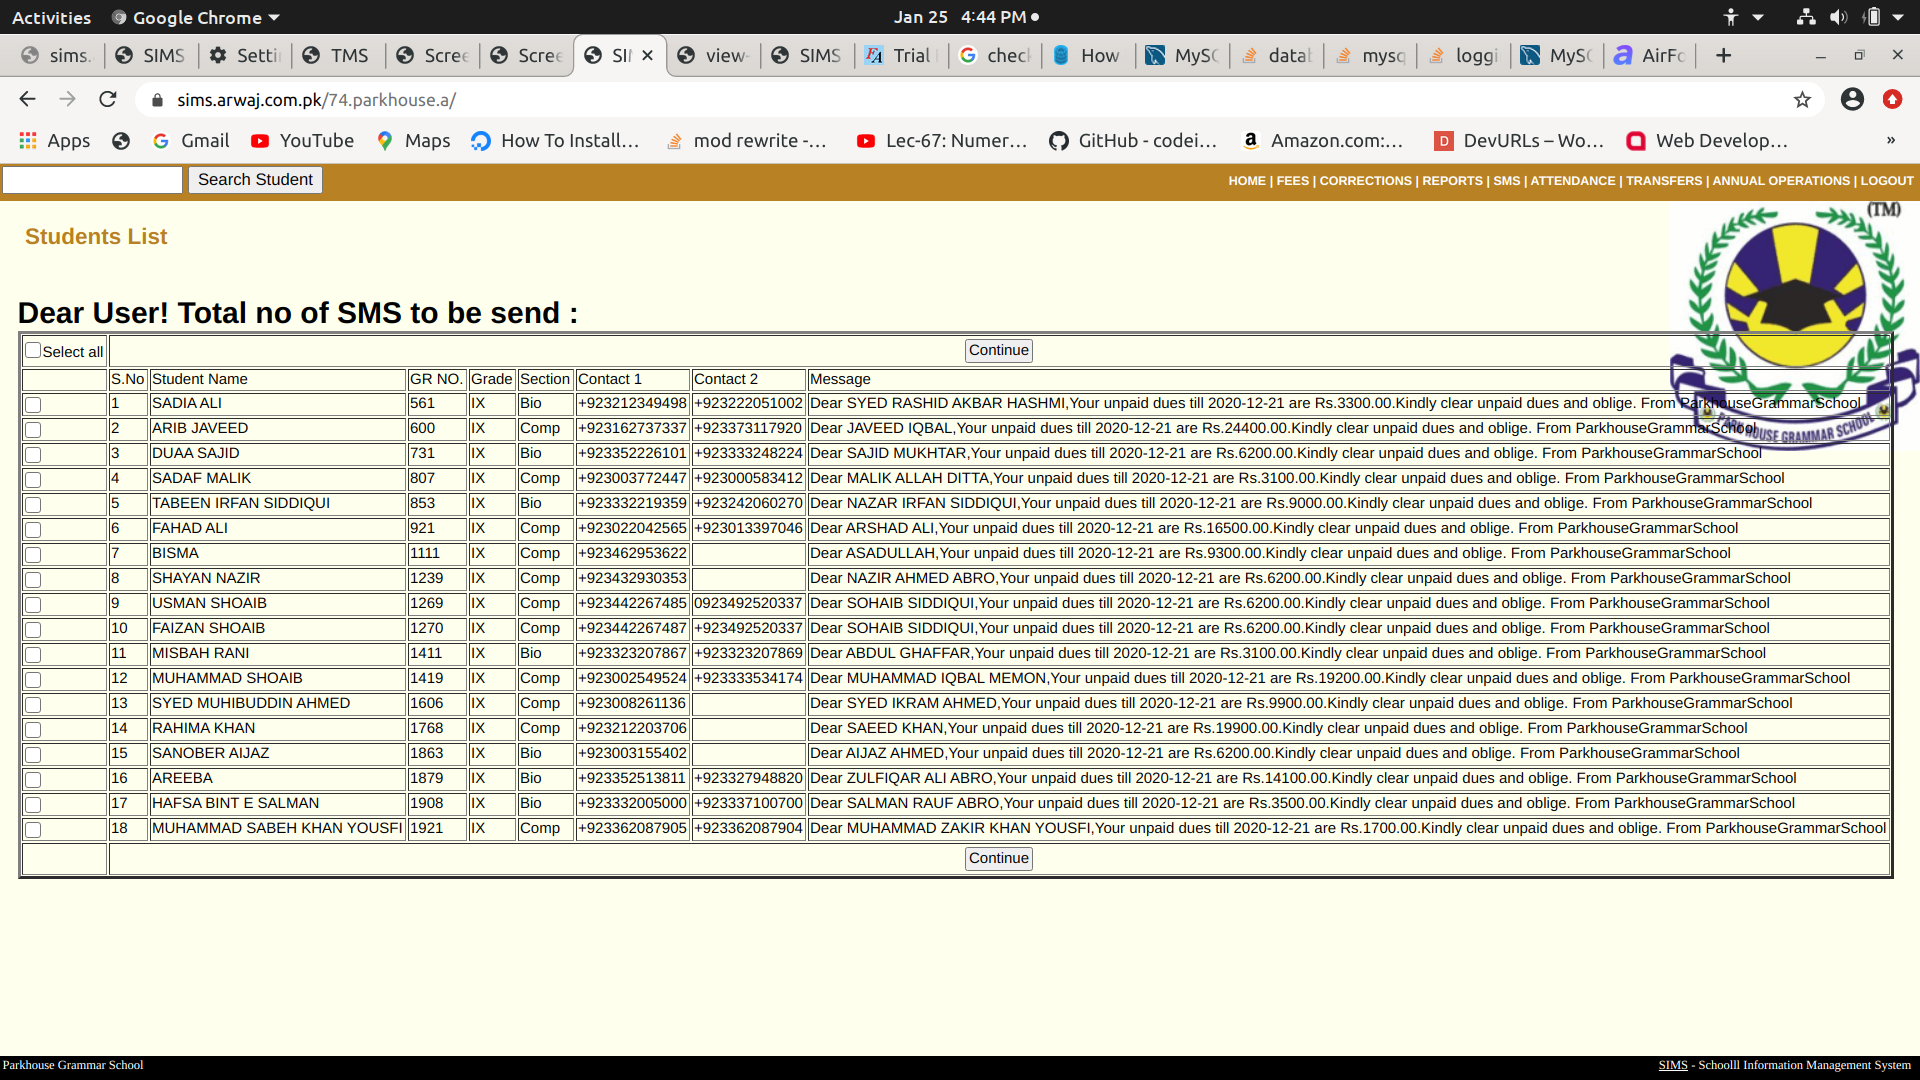 Activities Google Chrome Jan 25 4:44 PM
sims. SIMS Setti TMS Scree Scree SI view- SIMS Trial checl How MySC datab mysq loggi MySC AirFo
sims.arwaj.com.pk/74.parkhouse.a/
Apps Gmail YouTube Maps How To Install... mod rewrite -... Lec-67: Numer... GitHub - codei... Amazon.com:... DevURLs – Wo... Web Develop... »
Search Student HOME | FEES | CORRECTIONS | REPORTS | SMS | ATTENDANCE | TRANSFERS | ANNUAL OPERATIONS | LOGOUT
(TM)
Students List
Dear User! Total no of SMS to be send :
Select all Continue
S.No Student Name GR NO. Grade Section Contact 1 Contact 2 Message
1 SADIA ALI 561 IX Bio +923212349498 +923222051002 Dear SYED RASHID AKBAR HASHMI,Your unpaid dues till 2020-12-21 are Rs.3300.00.Kindly clear unpaid dues and oblige. From ParkhouseGrammarSchool
2 ARIB JAVEED 600 IX Comp +923162737337 +923373117920 Dear JAVEED IQBAL,Your unpaid dues till 2020-12-21 are Rs.24400.00.Kindly clear unpaid dues and oblige. From ParkhouseGrammarSchool
PARK HOUSE GRAMMAR SCHOOL
3 DUAA SAJID 731 IX Bio +923352226101 +923333248224 Dear SAJID MUKHTAR,Your unpaid dues till 2020-12-21 are Rs.6200.00.Kindly clear unpaid dues and oblige. From ParkhouseGrammarSchool
4 SADAF MALIK 807 IX Comp +923003772447 +923000583412 Dear MALIK ALLAH DITTA,Your unpaid dues till 2020-12-21 are Rs.3100.00.Kindly clear unpaid dues and oblige. From ParkhouseGrammarSchool
5 TABEEN IRFAN SIDDIQUI 853 IX Bio +923332219359 +923242060270 Dear NAZAR IRFAN SIDDIQUI,Your unpaid dues till 2020-12-21 are Rs.9000.00.Kindly clear unpaid dues and oblige. From ParkhouseGrammarSchool
6 FAHAD ALI 921 IX Comp +923022042565 +923013397046 Dear ARSHAD ALI,Your unpaid dues till 2020-12-21 are Rs.16500.00.Kindly clear unpaid dues and oblige. From ParkhouseGrammarSchool
7 BISMA 1111 IX Comp +923462953622 Dear ASADULLAH,Your unpaid dues till 2020-12-21 are Rs.9300.00.Kindly clear unpaid dues and oblige. From ParkhouseGrammarSchool
8 SHAYAN NAZIR 1239 IX Comp +923432930353 Dear NAZIR AHMED ABRO,Your unpaid dues till 2020-12-21 are Rs.6200.00.Kindly clear unpaid dues and oblige. From ParkhouseGrammarSchool
9 USMAN SHOAIB 1269 IX Comp +923442267485 0923492520337 Dear SOHAIB SIDDIQUI,Your unpaid dues till 2020-12-21 are Rs.6200.00.Kindly clear unpaid dues and oblige. From ParkhouseGrammarSchool
10 FAIZAN SHOAIB 1270 IX Comp +923442267487 +923492520337 Dear SOHAIB SIDDIQUI,Your unpaid dues till 2020-12-21 are Rs.6200.00.Kindly clear unpaid dues and oblige. From ParkhouseGrammarSchool
11 MISBAH RANI 1411 IX Bio +923323207867 +923323207869 Dear ABDUL GHAFFAR,Your unpaid dues till 2020-12-21 are Rs.3100.00.Kindly clear unpaid dues and oblige. From ParkhouseGrammarSchool
12 MUHAMMAD SHOAIB 1419 IX Comp +923002549524 +923333534174 Dear MUHAMMAD IQBAL MEMON,Your unpaid dues till 2020-12-21 are Rs.19200.00.Kindly clear unpaid dues and oblige. From ParkhouseGrammarSchool
13 SYED MUHIBUDDIN AHMED 1606 IX Comp +923008261136 Dear SYED IKRAM AHMED,Your unpaid dues till 2020-12-21 are Rs.9900.00.Kindly clear unpaid dues and oblige. From ParkhouseGrammarSchool
14 RAHIMA KHAN 1768 IX Comp +923212203706 Dear SAEED KHAN,Your unpaid dues till 2020-12-21 are Rs.19900.00.Kindly clear unpaid dues and oblige. From ParkhouseGrammarSchool
15 SANOBER AIJAZ 1863 IX Bio +923003155402 Dear AIJAZ AHMED,Your unpaid dues till 2020-12-21 are Rs.6200.00.Kindly clear unpaid dues and oblige. From ParkhouseGrammarSchool
16 AREEBA 1879 IX Bio +923352513811 +923327948820 Dear ZULFIQAR ALI ABRO,Your unpaid dues till 2020-12-21 are Rs.14100.00.Kindly clear unpaid dues and oblige. From ParkhouseGrammarSchool
17 HAFSA BINT E SALMAN 1908 IX Bio +923332005000 +923337100700 Dear SALMAN RAUF ABRO,Your unpaid dues till 2020-12-21 are Rs.3500.00.Kindly clear unpaid dues and oblige. From ParkhouseGrammarSchool
18 MUHAMMAD SABEH KHAN YOUSFI 1921 IX Comp +923362087905 +923362087904 Dear MUHAMMAD ZAKIR KHAN YOUSFI,Your unpaid dues till 2020-12-21 are Rs.1700.00.Kindly clear unpaid dues and oblige. From ParkhouseGrammarSchool
Continue
Parkhouse Grammar School SIMS - Schoolll Information Management System